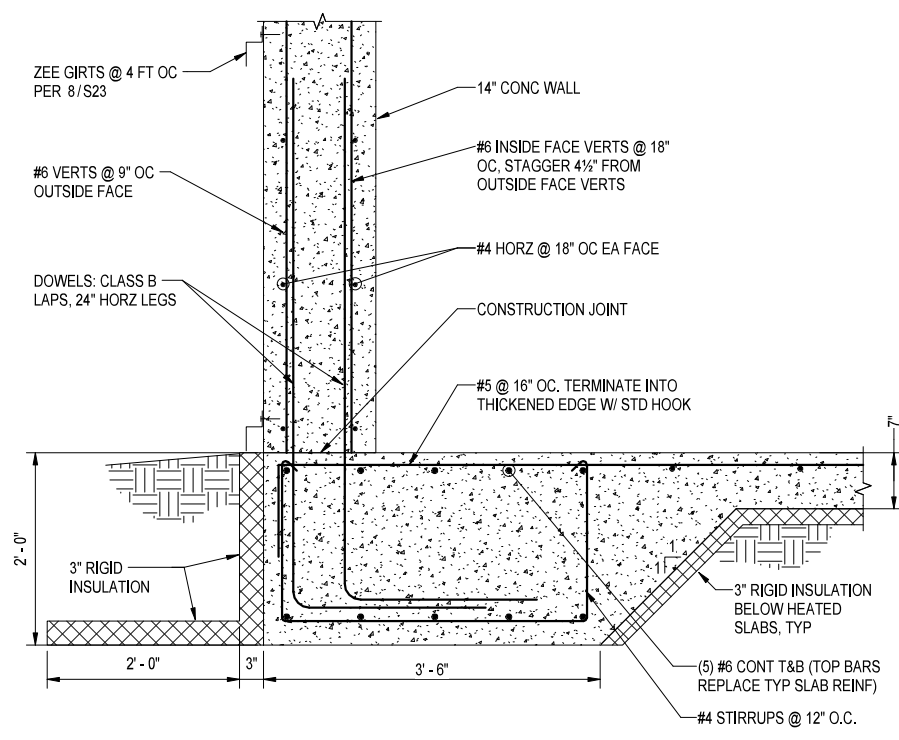 ZEE GIRTS @ 4 FT OC
PER 8/S23
14" CONC WALL
#6 INSIDE FACE VERTS @ 18"
OC, STAGGER 4½" FROM
OUTSIDE FACE VERTS
#6 VERTS @ 9" OC
OUTSIDE FACE
#4 HORZ @ 18" OC EA FACE
DOWELS: CLASS B
LAPS, 24" HORZ LEGS
CONSTRUCTION JOINT
#5 @ 16" OC. TERMINATE INTO
THICKENED EDGE W/ STD HOOK
7"
2' - 0"
1
1
3" RIGID
INSULATION
3" RIGID INSULATION
BELOW HEATED
SLABS, TYP
2' - 0"
3"
3' - 6"
(5) #6 CONT T&B (TOP BARS
REPLACE TYP SLAB REINF)
#4 STIRRUPS @ 12" O.C.